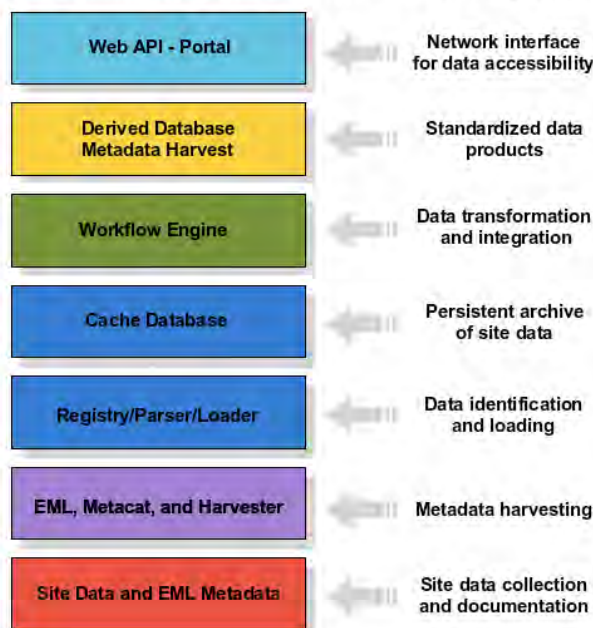 Web API - Portal
Network interface
for data accessibility
Derived Database
Metadata Harvest
Standardized data
products
Workflow Engine
Data transformation
and integration
Cache Database
Persistent archive
of site data
Registry/Parser/Loader
Data identification
and loading
EML, Metacat, and Harvester
Metadata harvesting
Site Data and EML Metadata
Site data collection
and documentation